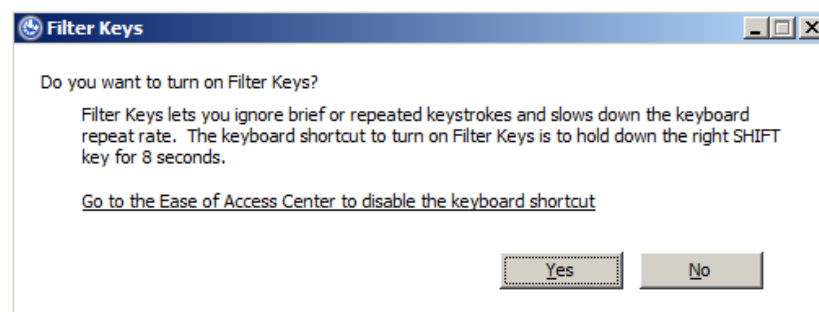 Filter Keys
Do you want to turn on Filter Keys?
Filter Keys lets you ignore brief or repeated keystrokes and slows down the keyboard
repeat rate.  The keyboard shortcut to turn on Filter Keys is to hold down the right SHIFT
key for 8 seconds.
Go to the Ease of Access Center to disable the keyboard shortcut
Yes No